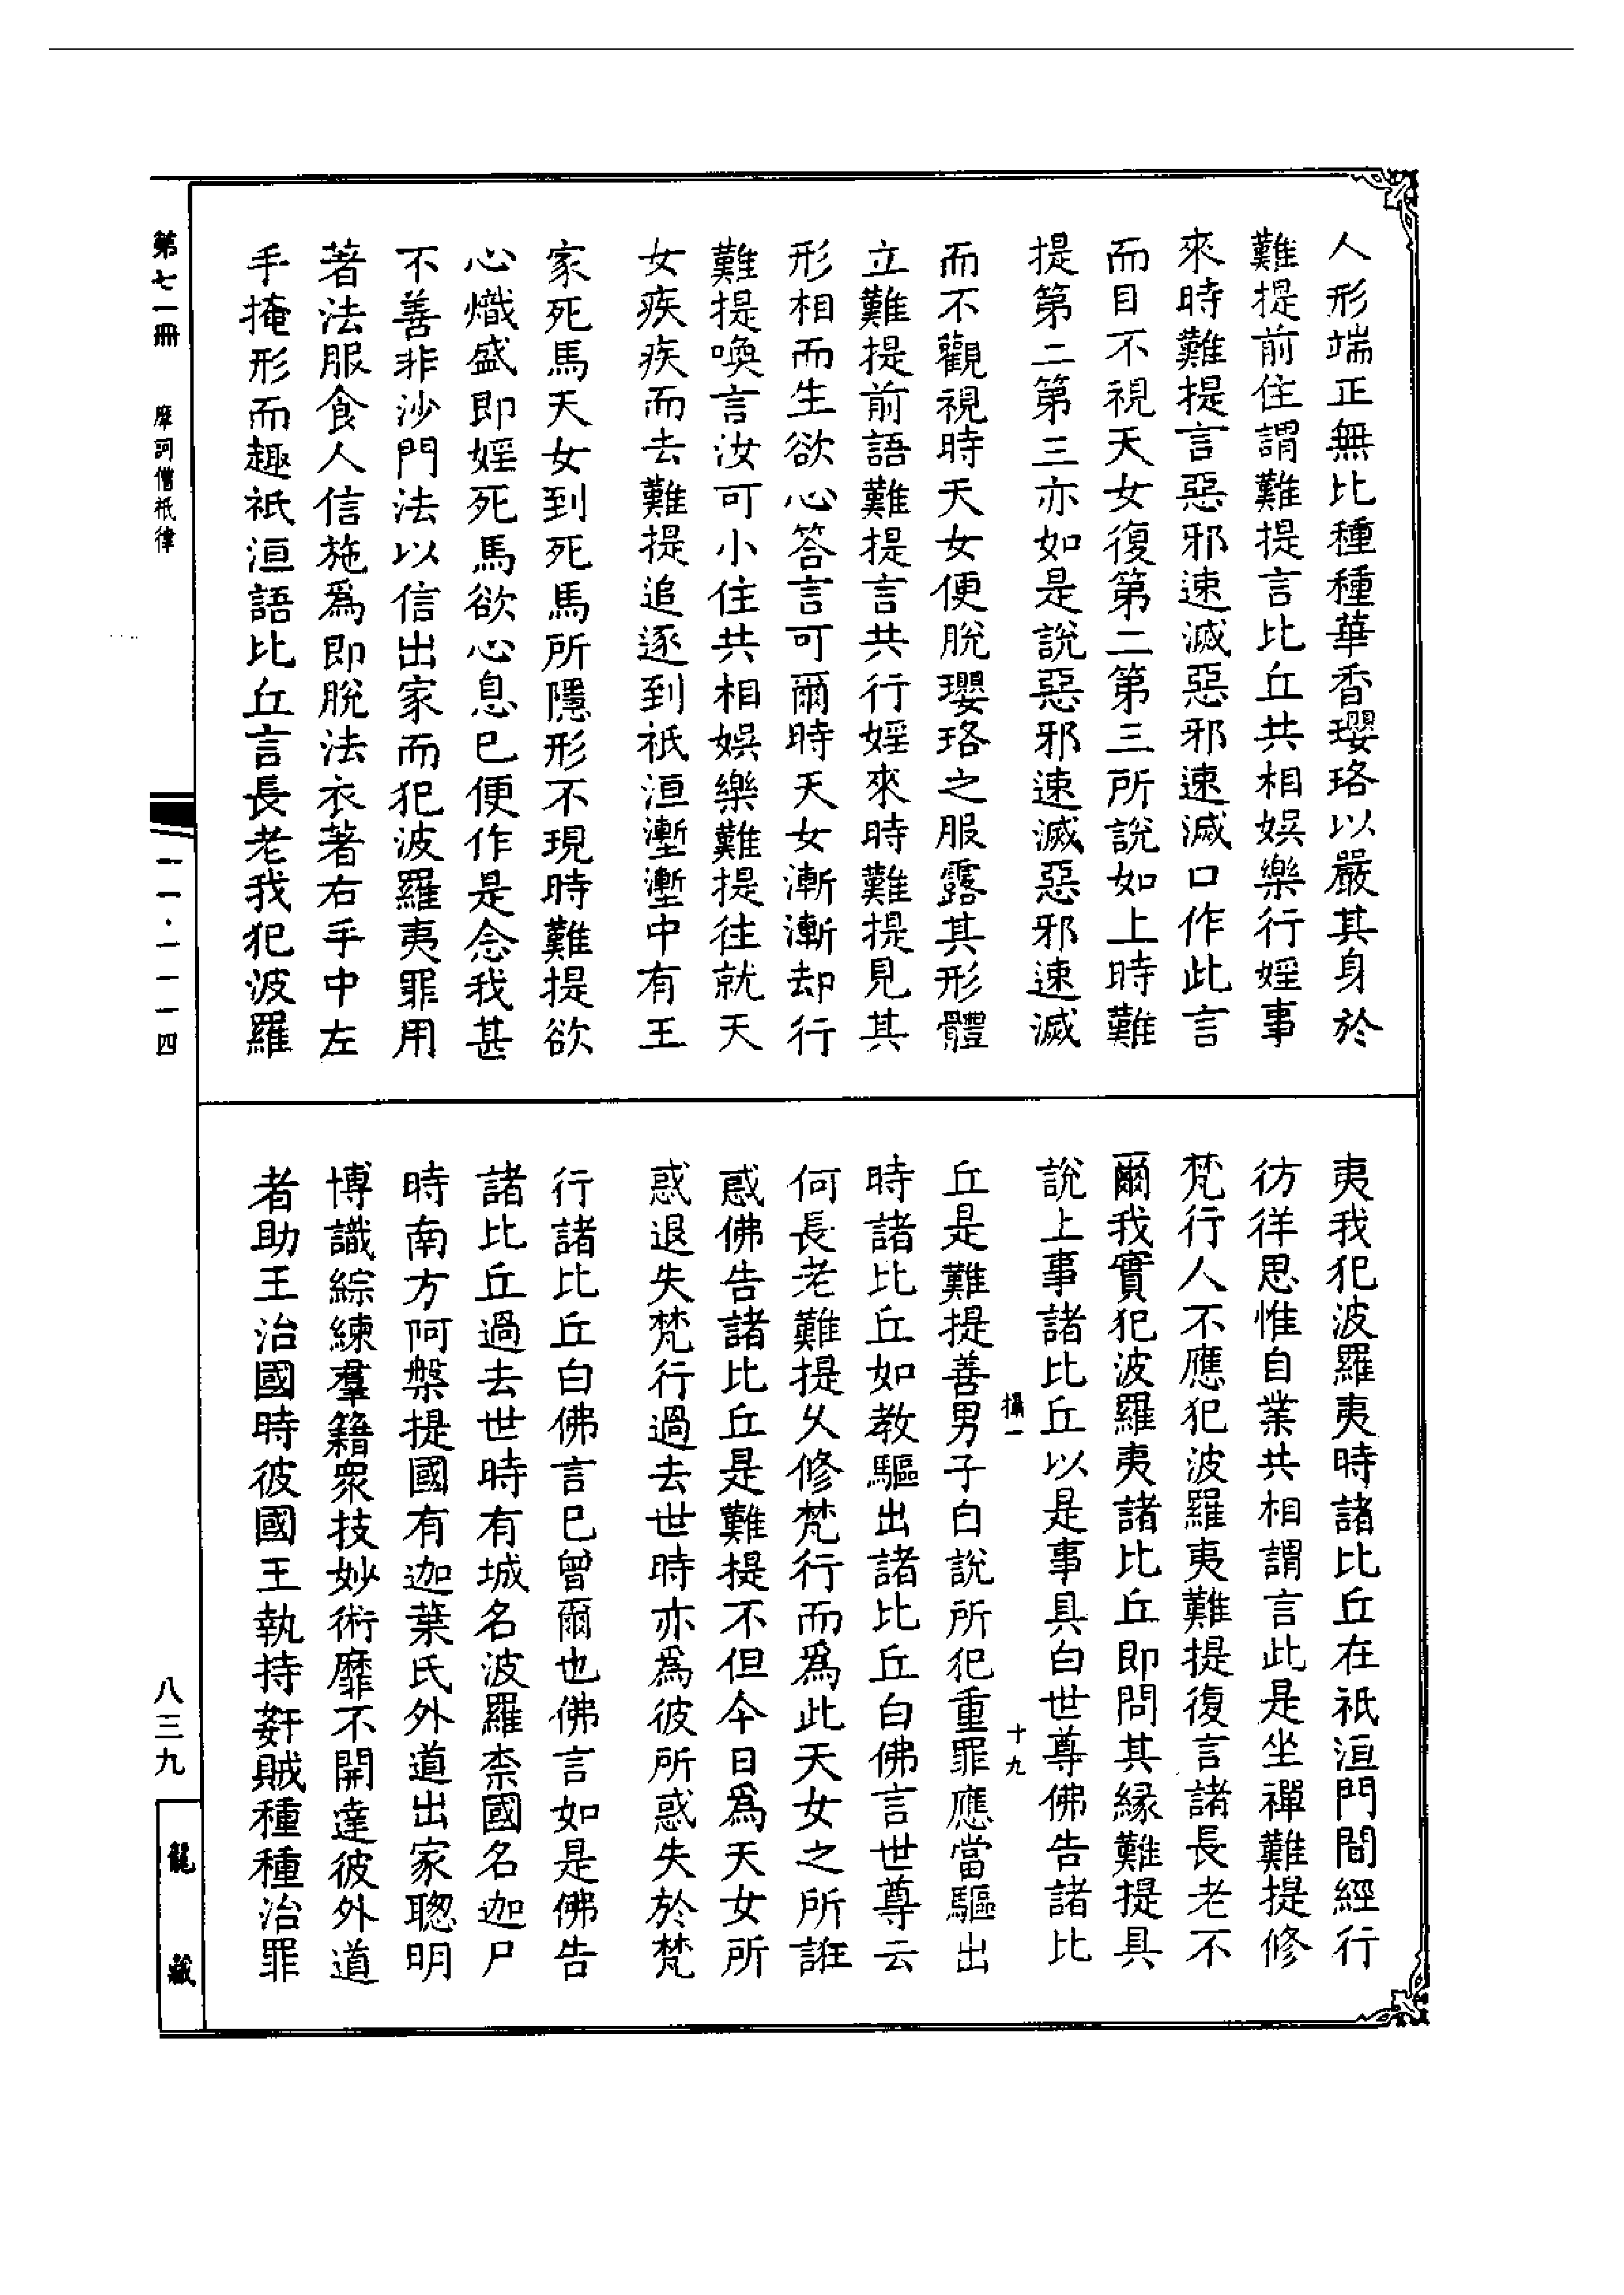 人形端正無比種種華香瓔珞以嚴其身於
難提前住謂難提言比丘共相娛樂行婬事
來時難提言惡邪速滅惡邪速滅口作此言
而目不視天女復第二第三所說如上時難
提第二第三亦如是說惡邪速滅惡邪速滅
而不觀視時天女便脫瓔珞之服露其形體
立難提前語難提言共行婬來時難提見其
形相而生欲心答言可爾時天女漸漸却行
難提喚言汝可小住共相娛樂難提往就天
女疾疾而去難提追逐到祇洹壍壍中有王
家死馬天女到死馬所隱形不現時難提欲
心熾盛即婬死馬欲心息已便作是念我甚
不善非沙門法以信出家而犯波羅夷罪用
著法服食人信施爲即脫法衣著右手中左
手掩形而趣祇洹語比丘言長老我犯波羅
夷我犯波羅夷時諸比丘在祇洹門間經行
彷徉思惟自業共相謂言此是坐禪難提修
梵行人不應犯波羅夷難提復言諸長老不
爾我實犯波羅夷諸比丘即問其緣難提具
說上事諸比丘以是事具白世尊佛告諸比
攝一 十九
丘是難提善男子自說所犯重罪應當驅出
時諸比丘如教驅出諸比丘白佛言世尊云
何長老難提久修梵行而爲此天女之所誑
惑佛告諸比丘是難提不但今日爲天女所
惑退失梵行過去世時亦爲彼所惑失於梵
行諸比丘白佛言已曾爾也佛言如是佛告
諸比丘過去世時有城名波羅柰國名迦尸
時南方阿槃提國有迦葉氏外道出家聰明
博識綜練羣籍眾技妙術靡不開達彼外道
者助王治國時彼國王執持姧賊種種治罪
第七一冊 摩訶僧祇律
一一·一一一四
八三九
龍藏